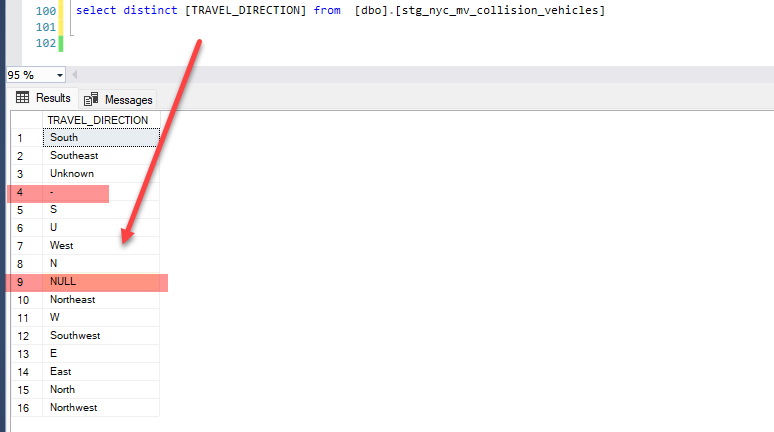 100 select distinct [TRAVEL_DIRECTION] from  [dbo].[stg_nyc_mv_collision_vehicles]
101
102
95 %
Results Messages
TRAVEL_DIRECTION
1 South
2 Southeast
3 Unknown
4 -
5 S
6 U
7 West
8 N
9 NULL
10 Northeast
11 W
12 Southwest
13 E
14 East
15 North
16 Northwest